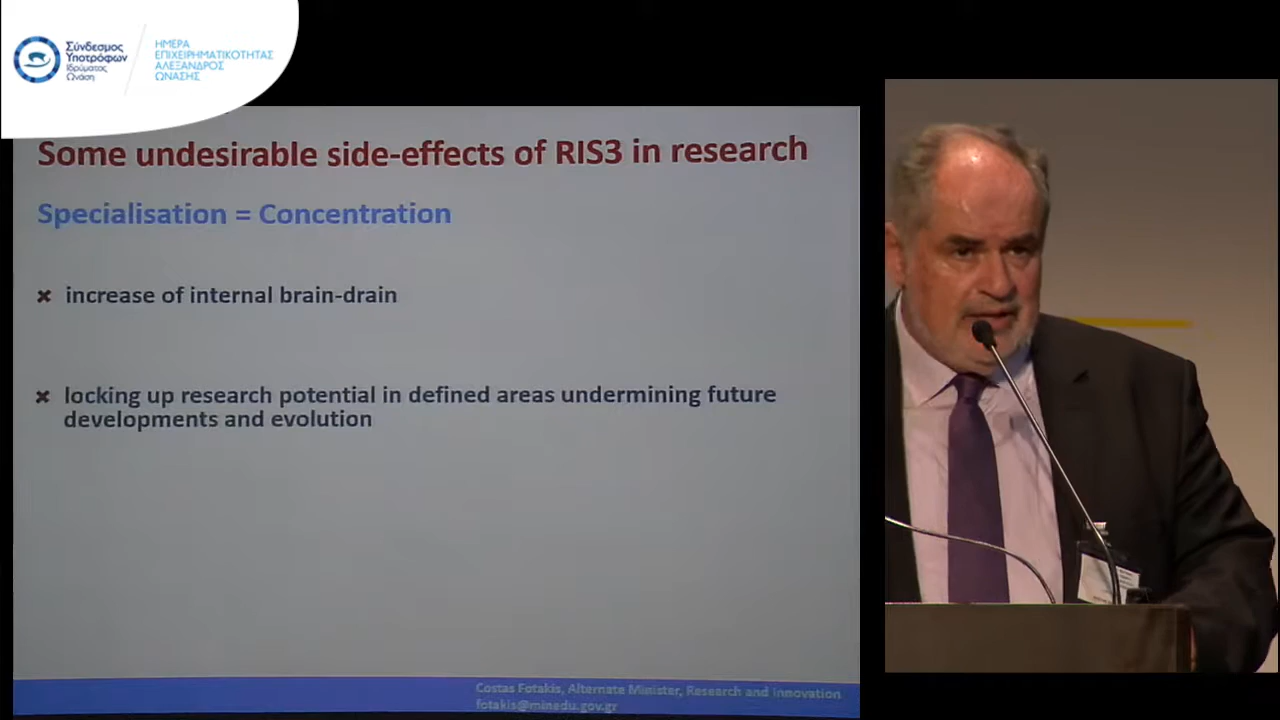 Σύνδεσμος
Υποτρόφων
Ιδρύματος
Ωνάση
ΗΜΕΡΑ
ΕΠΙΧΕΙΡΗΜΑΤΙΚΟΤΗΤΑΣ
ΑΛΕΞΑΝΔΡΟΣ
ΩΝΑΣΗΣ
Some undesirable side-effects of RIS3 in research
Specialisation = Concentration
✖ increase of internal brain-drain
✖ locking up research potential in defined areas undermining future
developments and evolution
Costas Fotakis, Alternate Minister, Research and Innovation
fotakis@minedu.gov.gr